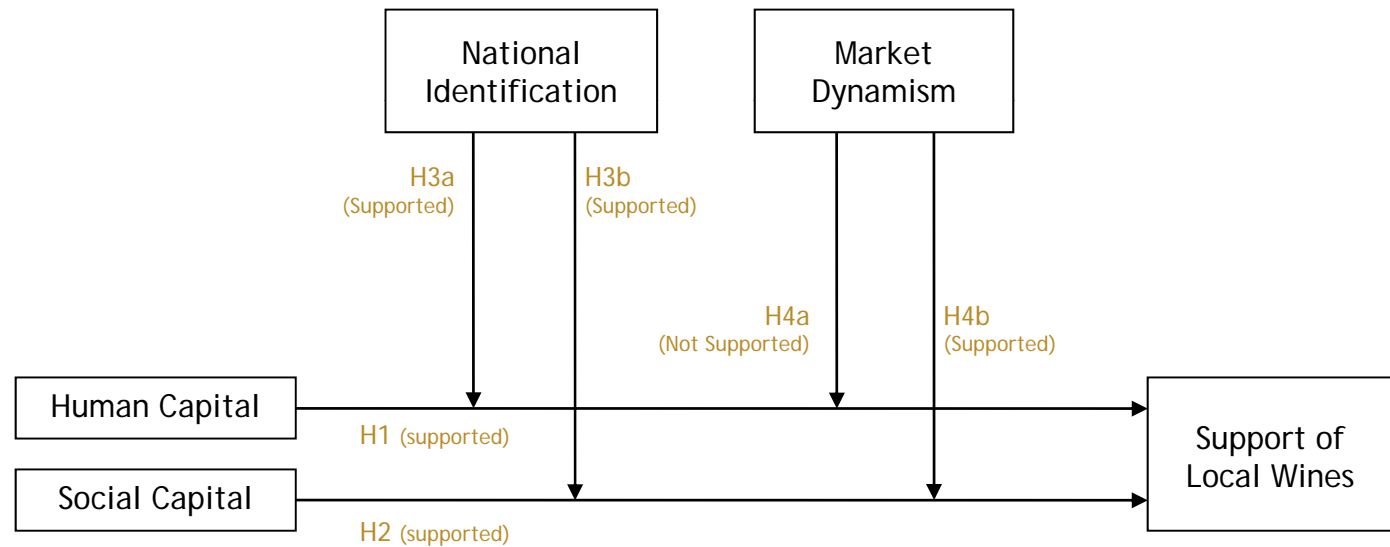 National
Identification
Market
Dynamism
H3a
(Supported)
H3b
(Supported)
H4a
(Not Supported)
H4b
(Supported)
Human Capital
H1 (supported)
Social Capital
H2 (supported)
Support of
Local Wines